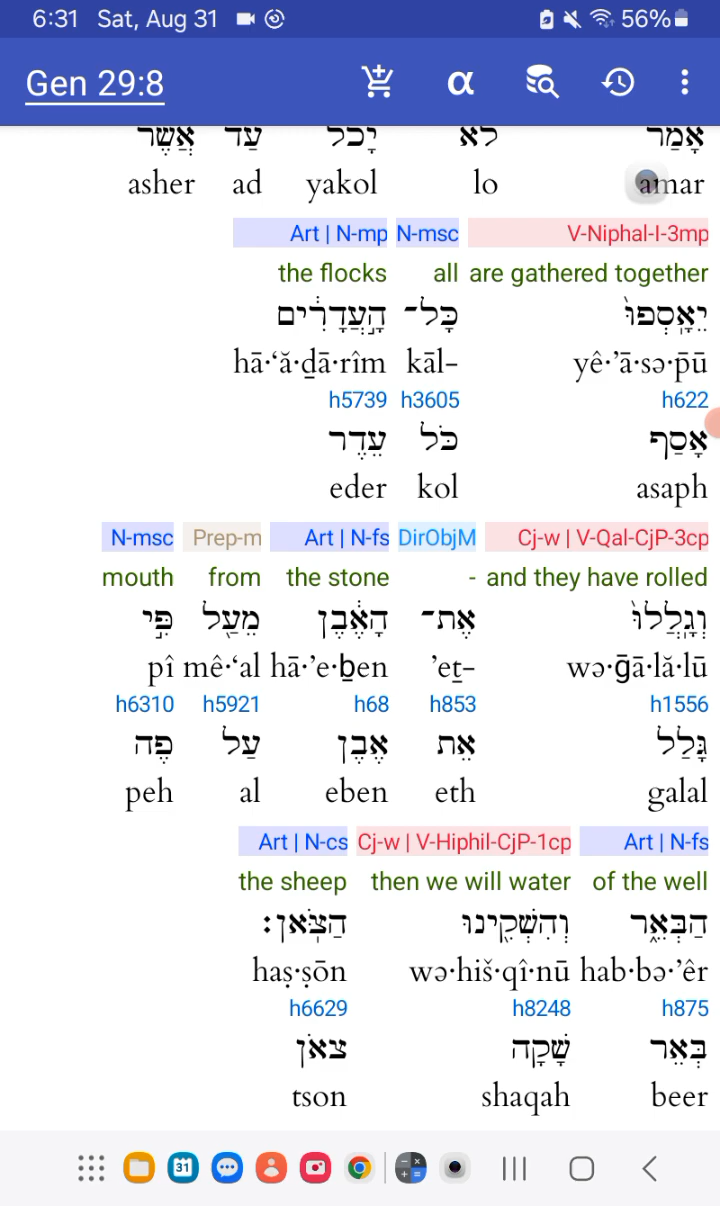 6:31 Sat, Aug 31 56%
Gen 29:8 α
אָמַר לֹא יָכֹל עַד אֲשֶׁר
amar lo yakol ad asher
V-Niphal-I-3mp N-msc Art | N-mp
are gathered together all the flocks
יֵאָֽסְפוּ֙ כָּל־ הָ֣עֲדָרִ֔ים
yê·’ā·sə·p̄ū kāl- hā·‘ă·ḏā·rîm
h622 h3605 h5739
אָסַף כֹּל עֵדֶר
asaph kol eder
Cj-w | V-Qal-CjP-3cp DirObjM Art | N-fs Prep-m N-msc
and they have rolled - the stone from mouth
וְגָֽלֲלוּ֙ אֶת־ הָאֶ֔בֶן מֵעַ֖ל פִּ֣י
wə·ḡā·lă·lū ’eṯ- hā·’e·ḇen mê·‘al pî
h1556 h853 h68 h5921 h6310
גָּלַל אֵת אֶבֶן עַל פֶּה
galal eth eben al peh
Art | N-fs Cj-w | V-Hiphil-CjP-1cp Art | N-cs
of the well then we will water the sheep
הַבְּאֵ֑ר וְהִשְׁקִ֖ינוּ הַצֹּֽאן׃
hab·bə·’êr wə·hiš·qî·nū haṣ·ṣōn
h875 h8248 h6629
בְּאֵר שָׁקָה צֹאן
beer shaqah tson
31